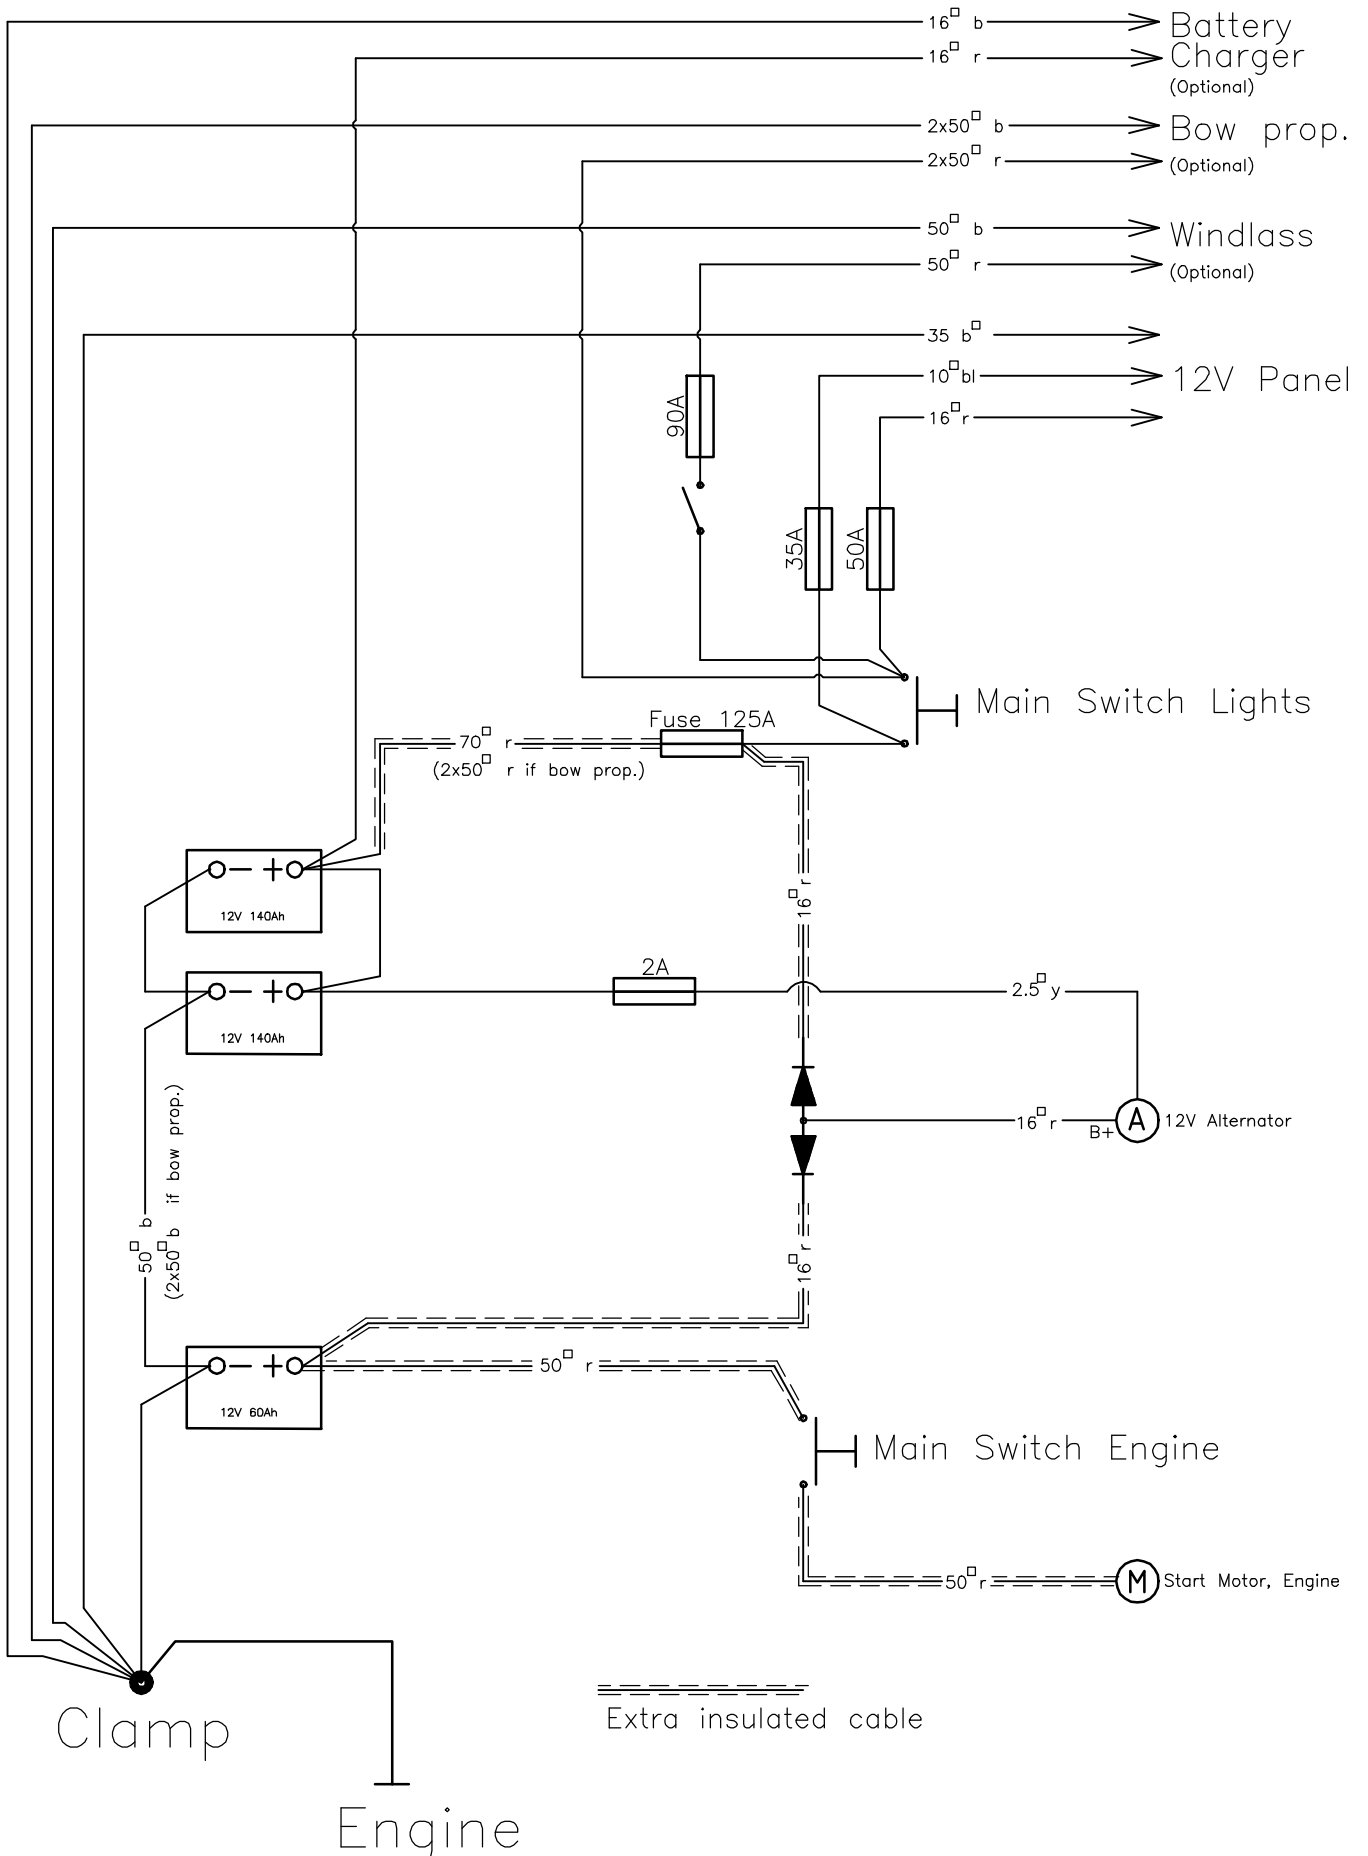 16□ b
Battery
16□ r
Charger
(Optional)
2x50□ b
Bow prop.
2x50□ r
(Optional)
50□ b
Windlass
50□ r
(Optional)
35 b□
10□bl
12V Panel
16□r
90A
35A
50A
Main Switch Lights
Fuse 125A
70□ r
(2x50□ r if bow prop.)
16□r
- +
12V 140Ah
2A
2.5□y
- +
12V 140Ah
16□r
B+
A
12V Alternator
50□ b
(2x50□b if bow prop.)
16□r
- +
12V 60Ah
50□ r
Main Switch Engine
50□r
M
Start Motor, Engine
Clamp
Extra insulated cable
Engine